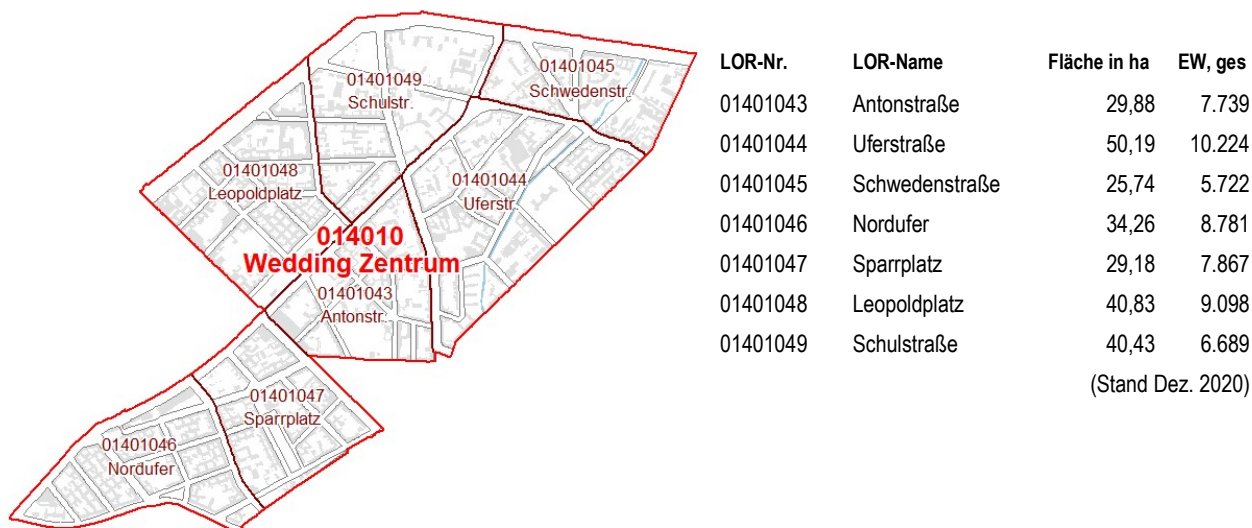 01401049
Schulstr.
01401045
Schwedenstr.
01401048
Leopoldplatz
01401044
Uferstr.
014010
Wedding Zentrum
01401043
Antonstr.
01401047
Sparrplatz
01401046
Nordufer
LOR-Nr. LOR-Name Fläche in ha EW, ges
01401043 Antonstraße 29,88 7.739
01401044 Uferstraße 50,19 10.224
01401045 Schwedenstraße 25,74 5.722
01401046 Nordufer 34,26 8.781
01401047 Sparrplatz 29,18 7.867
01401048 Leopoldplatz 40,83 9.098
01401049 Schulstraße 40,43 6.689
(Stand Dez. 2020)